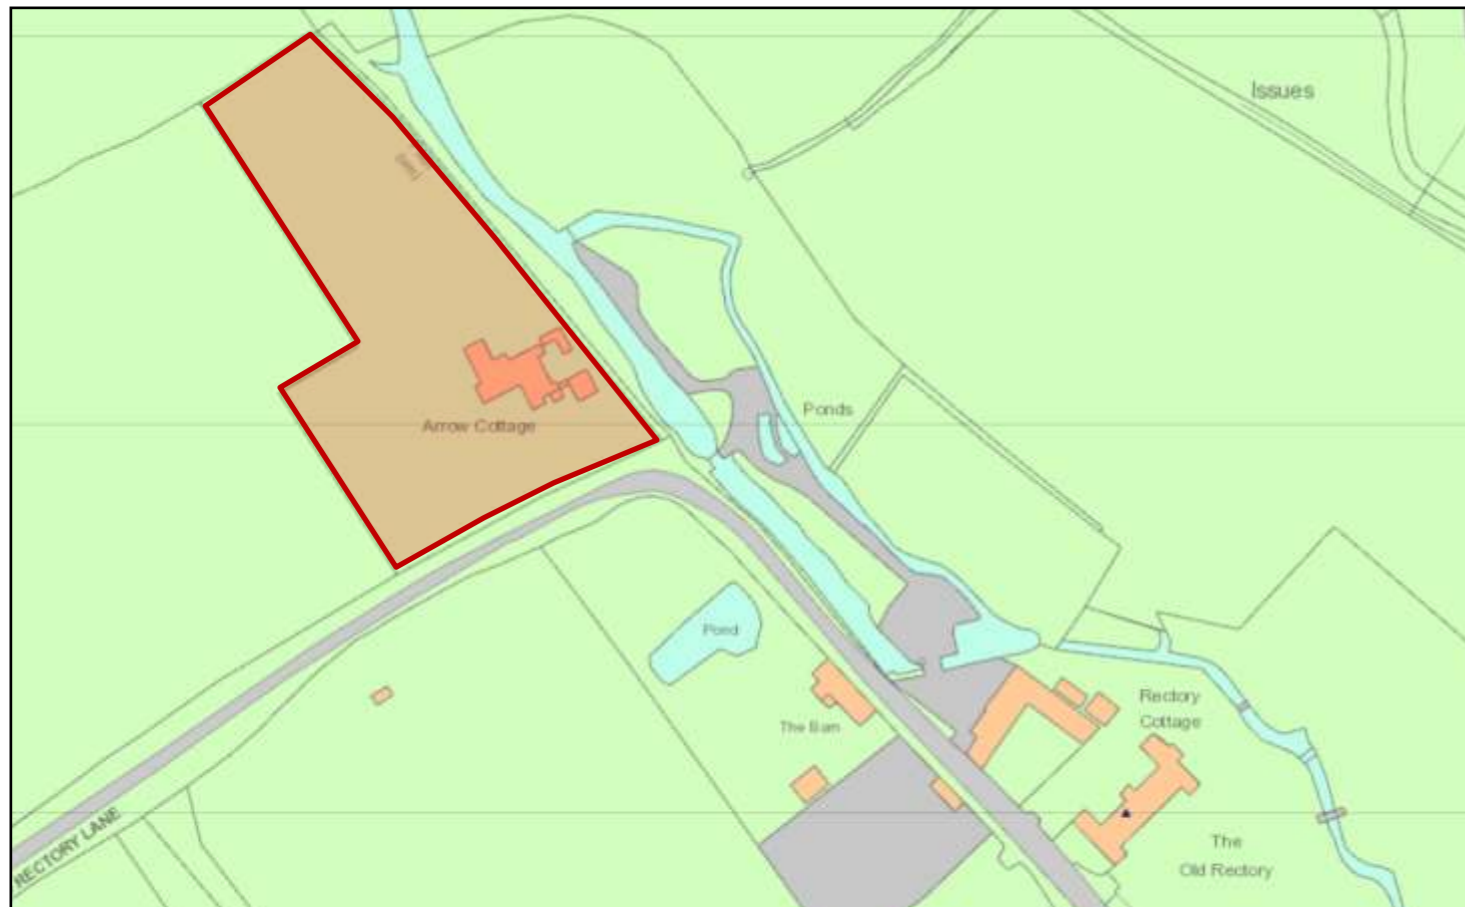 Issues
Ponds
Arrow Cottage
Pond
Rectory
Cottage
The Barn
RECTORY LANE
The
Old Rectory